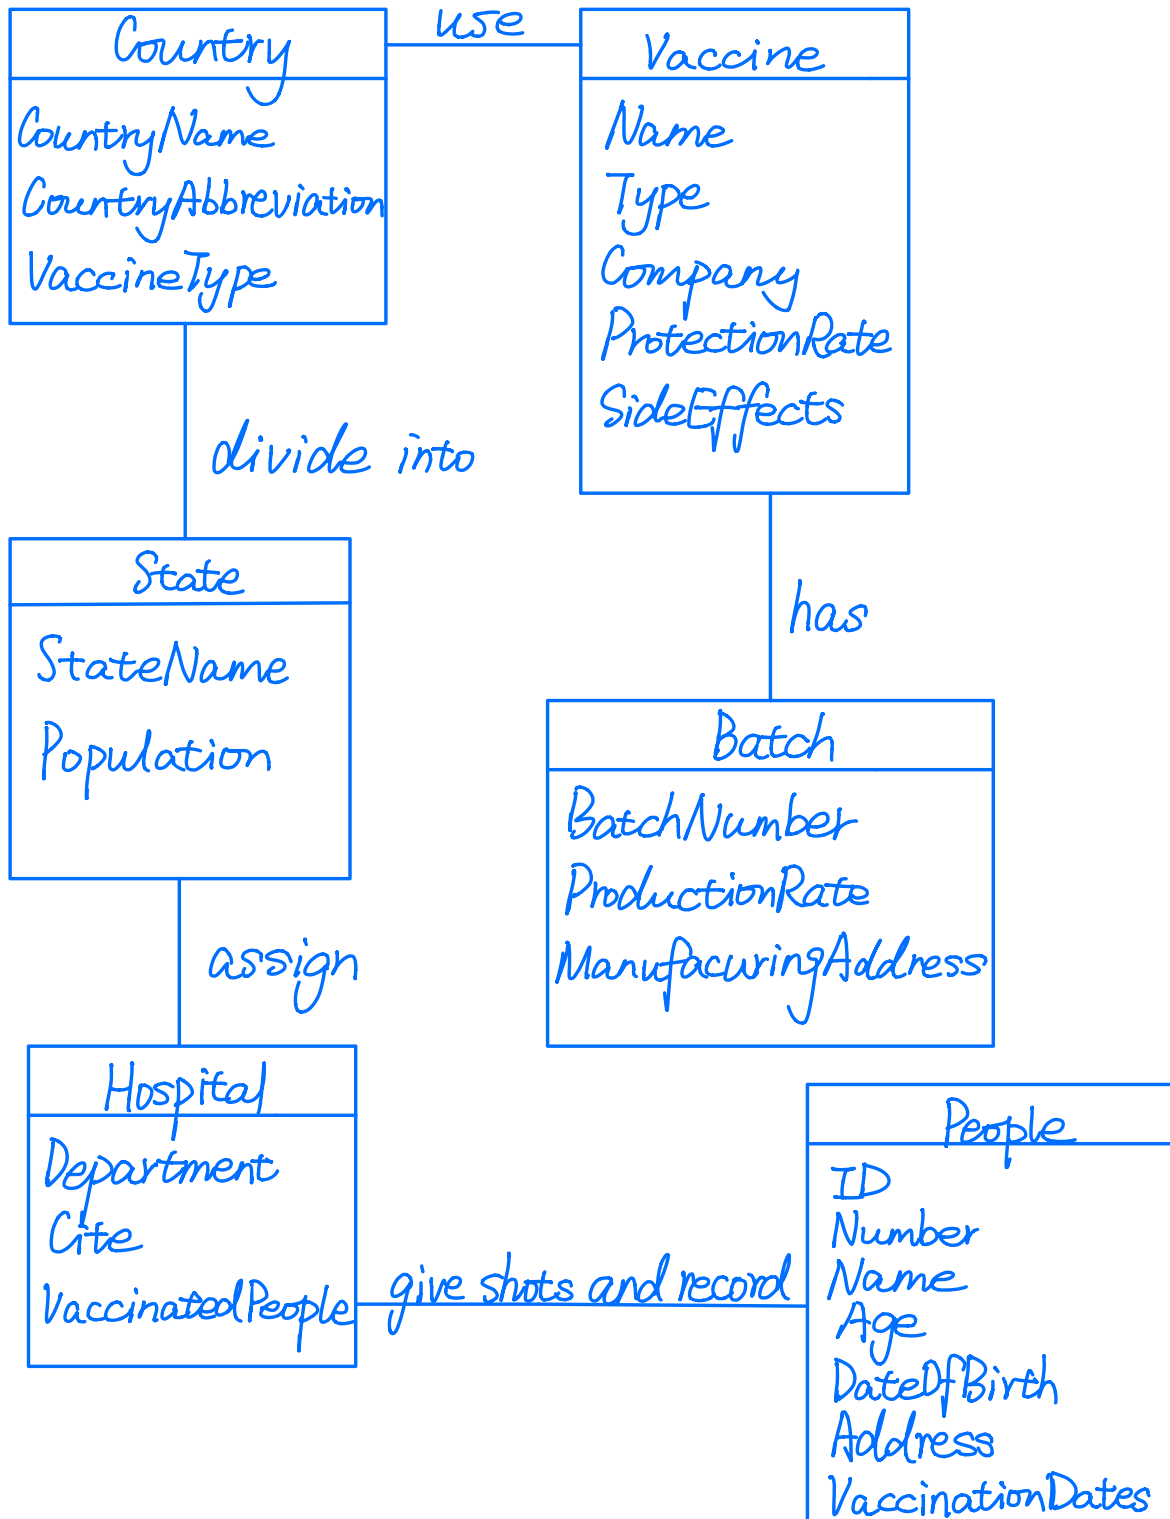 Country
CountryName
CountryAbbreviation
VaccineType
use
Vaccine
Name
Type
Company
ProtectionRate
SideEffects
divide into
State
StateName
Population
has
Batch
BatchNumber
ProductionRate
ManufacuringAddress
assign
Hospital
Department
Cite
VaccinatedPeople
give shots and record
People
ID
Number
Name
Age
DateOfBirth
Address
VaccinationDates